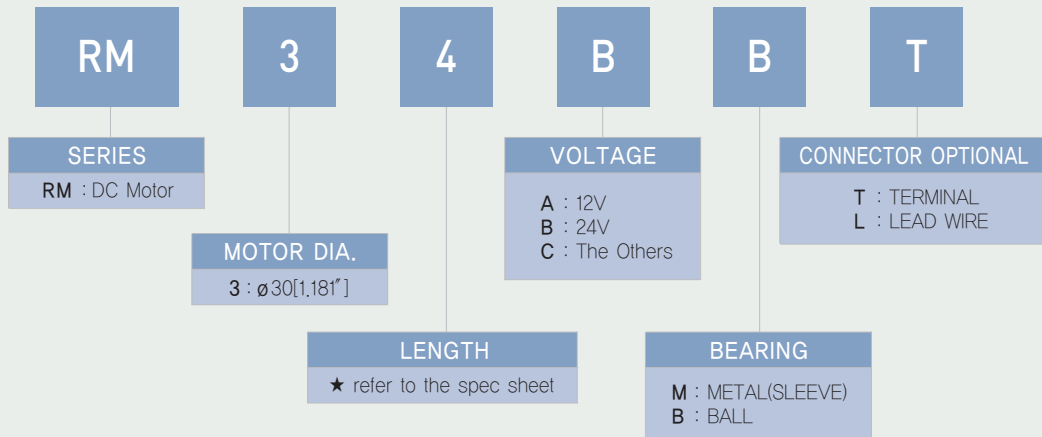 RM 3 4 B B T
SERIES
RM : DC Motor
MOTOR DIA.
3 : ø30[1.181″]
LENGTH
★ refer to the spec sheet
VOLTAGE
A : 12V
B : 24V
C : The Others
BEARING
M : METAL(SLEEVE)
B : BALL
CONNECTOR OPTIONAL
T : TERMINAL
L : LEAD WIRE